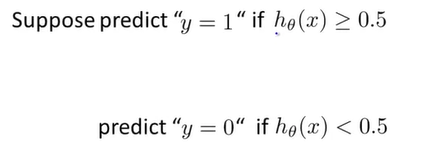 Suppose predict “y = 1“ if hθ(x) ≥ 0.5
predict “y = 0“ if hθ(x) < 0.5